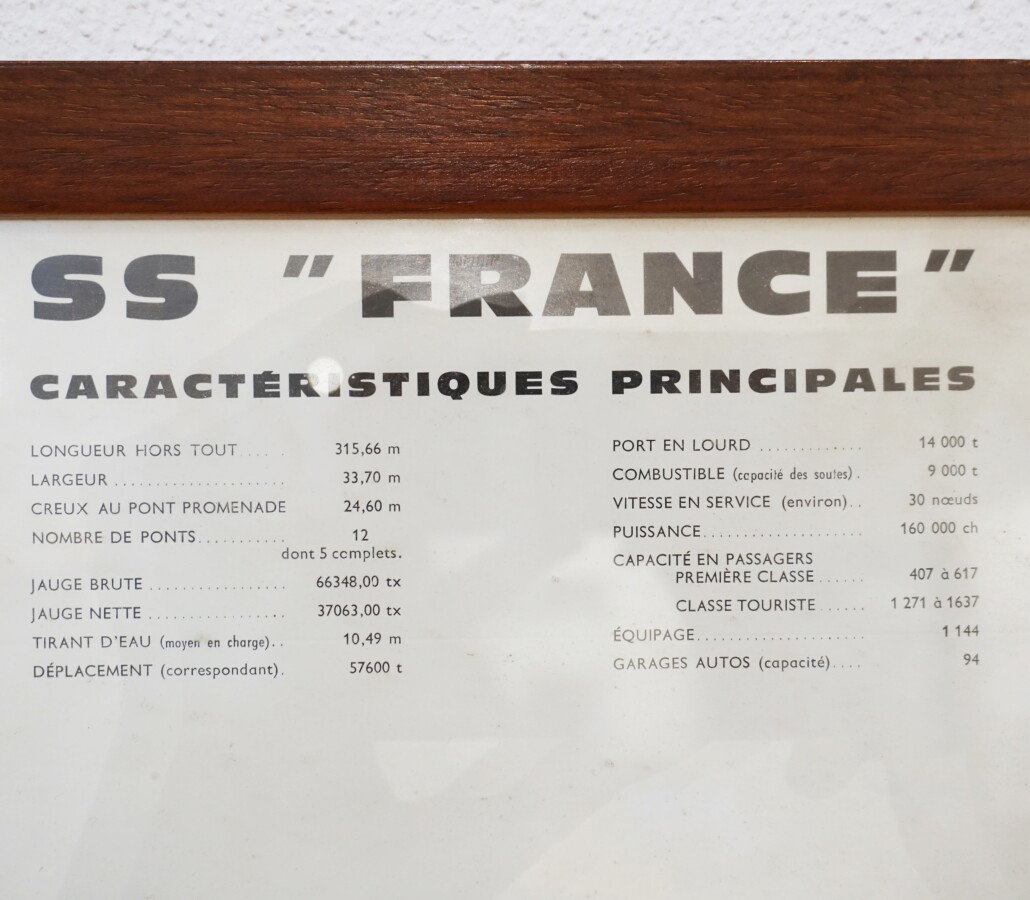 SS "FRANCE"
CARACTÉRISTIQUES PRINCIPALES
LONGUEUR HORS TOUT..... 315,66 m
LARGEUR ...................... 33,70 m
CREUX AU PONT PROMENADE 24,60 m
NOMBRE DE PONTS........... 12
dont 5 complets.
JAUGE BRUTE .................. 66348,00 tx
JAUGE NETTE .................. 37063,00 tx
TIRANT D'EAU (moyen en charge).. 10,49 m
DÉPLACEMENT (correspondant). 57600 t
PORT EN LOURD ............. 14 000 t
COMBUSTIBLE (capacité des soutes). 9 000 t
VITESSE EN SERVICE (environ).. 30 nœuds
PUISSANCE.................... 160 000 ch
CAPACITÉ EN PASSAGERS
PREMIÈRE CLASSE ...... 407 à 617
CLASSE TOURISTE ...... 1 271 à 1637
ÉQUIPAGE..................... 1 144
GARAGES AUTOS (capacité).... 94